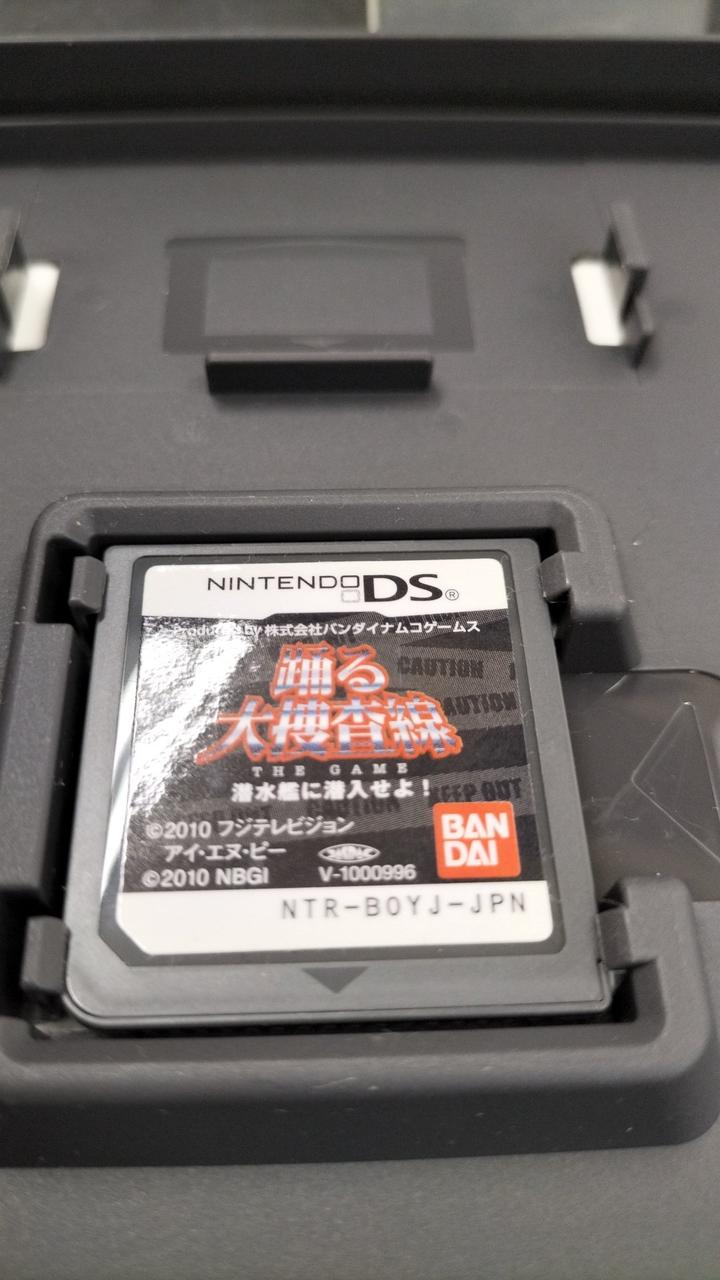 NINTENDO DS®
Produced by 株式会社バンダイナムコゲームス
CAUTION
CAUTION
踊る
大捜査線
THE GAME
潜水艦に潜入せよ！
CAUTION
KEEP OUT
©2010 フジテレビジョン
アイ・エヌ・ピー
©2010 NBGI
V-1000996
BAN
DAI
NTR-BOYJ-JPN